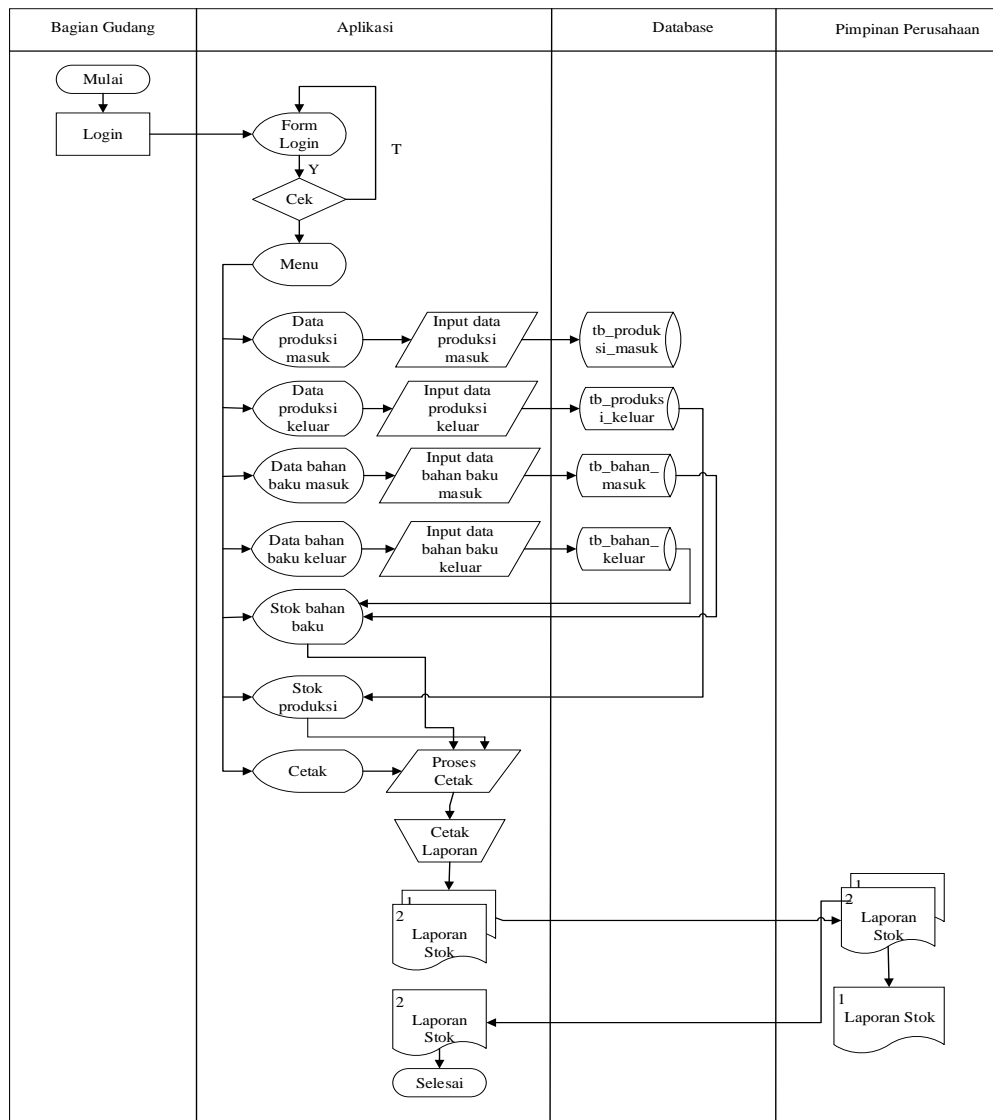 Bagian Gudang
Aplikasi
Database
Pimpinan Perusahaan
Mulai
Login
Form
Login
T
Y
Cek
Menu
Data
produksi
masuk
Input data
produksi
masuk
tb_produk
si_masuk
Data
produksi
keluar
Input data
produksi
keluar
tb_produks
i_keluar
Data bahan
baku masuk
Input data
bahan baku
masuk
tb_bahan_
masuk
Data bahan
baku keluar
Input data
bahan baku
keluar
tb_bahan_
keluar
Stok bahan
baku
Stok
produksi
Cetak
Proses
Cetak
Cetak
Laporan
1
2
Laporan
Stok
1
2
Laporan
Stok
2
Laporan
Stok
1
Laporan Stok
Selesai